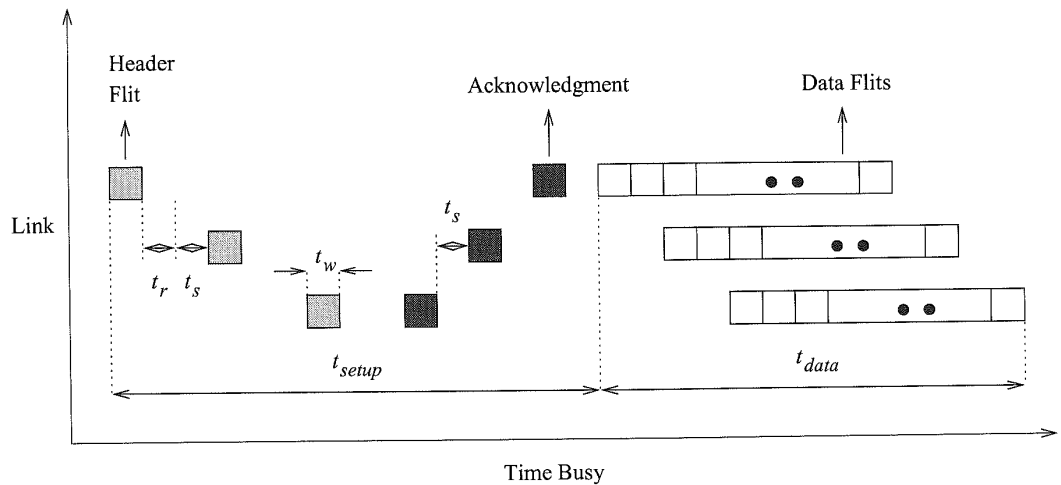 Header
Flit
Acknowledgment
Data Flits
Link
t_s
t_r
t_s
t_w
t_setup
t_data
Time Busy